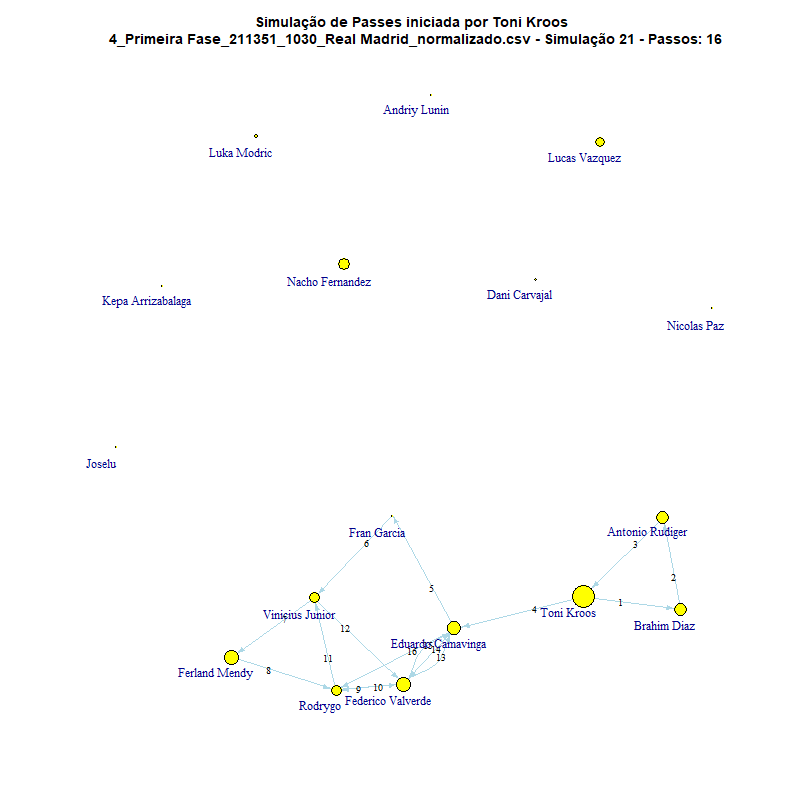 Simulação de Passes iniciada por Toni Kroos
4_Primeira Fase_211351_1030_Real Madrid_normalizado.csv - Simulação 21 - Passos: 16
Andriy Lunin
Luka Modric
Lucas Vazquez
Nacho Fernandez
Dani Carvajal
Kepa Arrizabalaga
Nicolas Paz
Joselu
Fran Garcia
Antonio Rudiger
6
3
2
5
4
1
Toni Kroos
Vinicius Junior
Brahim Diaz
12
Eduardo Camavinga
14
16
13
11
Ferland Mendy
8
9
10
Federico Valverde
Rodrygo